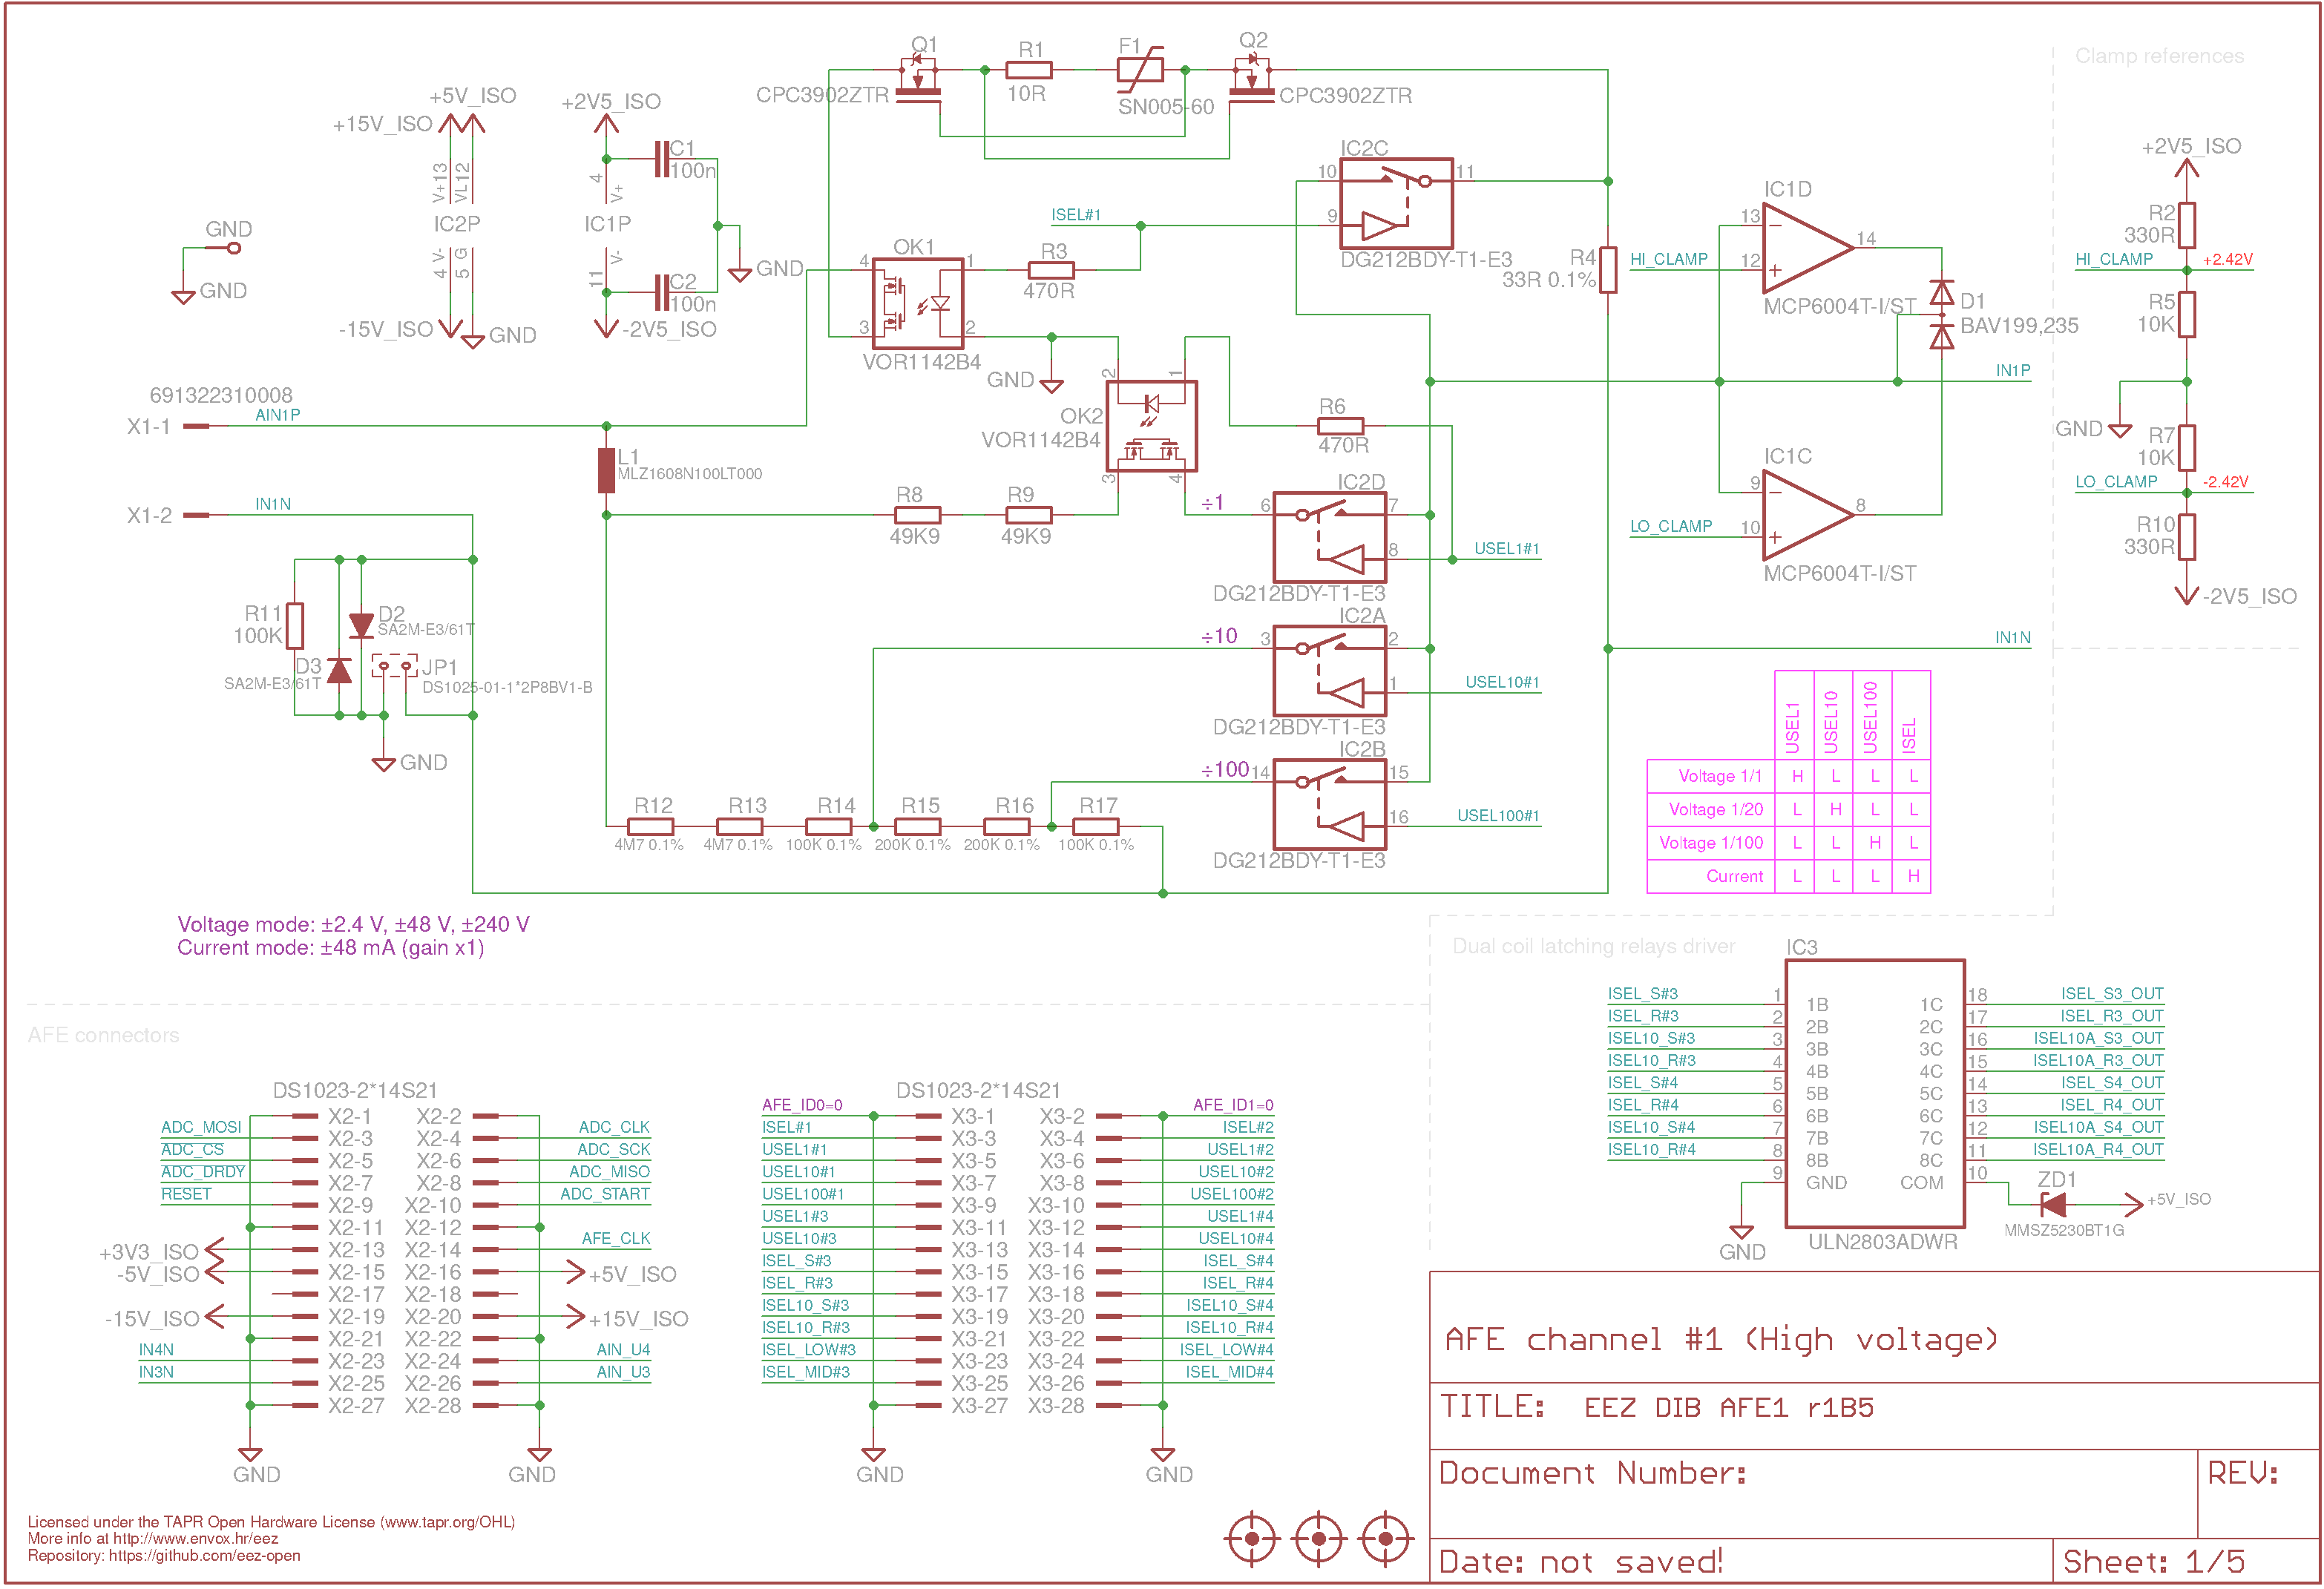 Q1
R1
F1
Q2
CPC3902ZTR
10R
SN005-60
CPC3902ZTR
Clamp references
+5V_ISO
+15V_ISO
+2V5_ISO
C1
100n
V+13
VL12
4
V+
IC2P
IC1P
4 V-
5 G
11
V-
C2
100n
GND
-15V_ISO
GND
-2V5_ISO
GND
GND
IC2C
10
11
9
DG212BDY-T1-E3
ISEL#1
OK1
4
1
3
2
VOR1142B4
R3
470R
GND
R4
33R 0.1%
HI_CLAMP
IC1D
13
12
14
MCP6004T-I/ST
D1
BAV199,235
+2V5_ISO
R2
330R
HI_CLAMP
+2.42V
R5
10K
GND
R7
10K
LO_CLAMP
-2.42V
R10
330R
-2V5_ISO
IN1P
691322310008
X1-1
AIN1P
L1
MLZ1608N100LT000
X1-2
IN1N
OK2
VOR1142B4
2
1
3
4
R6
470R
R8
49K9
R9
49K9
÷1
IC2D
6
7
8
USEL1#1
DG212BDY-T1-E3
LO_CLAMP
IC1C
9
10
8
MCP6004T-I/ST
R11
100K
D2
SA2M-E3/61T
D3
SA2M-E3/61T
JP1
DS1025-01-1*2P8BV1-B
GND
÷10
IC2A
3
2
1
USEL10#1
DG212BDY-T1-E3
IN1N
÷100
IC2B
14
15
16
USEL100#1
DG212BDY-T1-E3
R12
R13
R14
R15
R16
R17
4M7 0.1%
4M7 0.1%
100K 0.1%
200K 0.1%
200K 0.1%
100K 0.1%
USEL1
USEL10
USEL100
ISEL
Voltage 1/1 H L L L
Voltage 1/20 L H L L
Voltage 1/100 L L H L
Current L L L H
Voltage mode: ±2.4 V, ±48 V, ±240 V
Current mode: ±48 mA (gain x1)
Dual coil latching relays driver
IC3
ISEL_S#3 1 1B 1C 18 ISEL_S3_OUT
ISEL_R#3 2 2B 2C 17 ISEL_R3_OUT
ISEL10_S#3 3 3B 3C 16 ISEL10A_S3_OUT
ISEL10_R#3 4 4B 4C 15 ISEL10A_R3_OUT
ISEL_S#4 5 5B 5C 14 ISEL_S4_OUT
ISEL_R#4 6 6B 6C 13 ISEL_R4_OUT
ISEL10_S#4 7 7B 7C 12 ISEL10A_S4_OUT
ISEL10_R#4 8 8B 8C 11 ISEL10A_R4_OUT
9 GND COM 10
ZD1
+5V_ISO
MMSZ5230BT1G
GND
ULN2803ADWR
AFE connectors
DS1023-2*14S21
X2-1 X2-2
ADC_MOSI X2-3 X2-4 ADC_CLK
ADC_CS X2-5 X2-6 ADC_SCK
ADC_DRDY X2-7 X2-8 ADC_MISO
RESET X2-9 X2-10 ADC_START
X2-11 X2-12
+3V3_ISO X2-13 X2-14 AFE_CLK
-5V_ISO X2-15 X2-16 +5V_ISO
X2-17 X2-18
-15V_ISO X2-19 X2-20 +15V_ISO
X2-21 X2-22
IN4N X2-23 X2-24 AIN_U4
IN3N X2-25 X2-26 AIN_U3
X2-27 X2-28
GND
GND
DS1023-2*14S21
AFE_ID0=0 X3-1 X3-2 AFE_ID1=0
ISEL#1 X3-3 X3-4 ISEL#2
USEL1#1 X3-5 X3-6 USEL1#2
USEL10#1 X3-7 X3-8 USEL10#2
USEL100#1 X3-9 X3-10 USEL100#2
USEL1#3 X3-11 X3-12 USEL1#4
USEL10#3 X3-13 X3-14 USEL10#4
ISEL_S#3 X3-15 X3-16 ISEL_S#4
ISEL_R#3 X3-17 X3-18 ISEL_R#4
ISEL10_S#3 X3-19 X3-20 ISEL10_S#4
ISEL10_R#3 X3-21 X3-22 ISEL10_R#4
ISEL_LOW#3 X3-23 X3-24 ISEL_LOW#4
ISEL_MID#3 X3-25 X3-26 ISEL_MID#4
X3-27 X3-28
GND
GND
AFE channel #1 (High voltage)
TITLE: EEZ DIB AFE1 r1B5
Document Number:
REV:
Date: not saved!
Sheet: 1/5
Licensed under the TAPR Open Hardware License (www.tapr.org/OHL)
More info at http://www.envox.hr/eez
Repository: https://github.com/eez-open